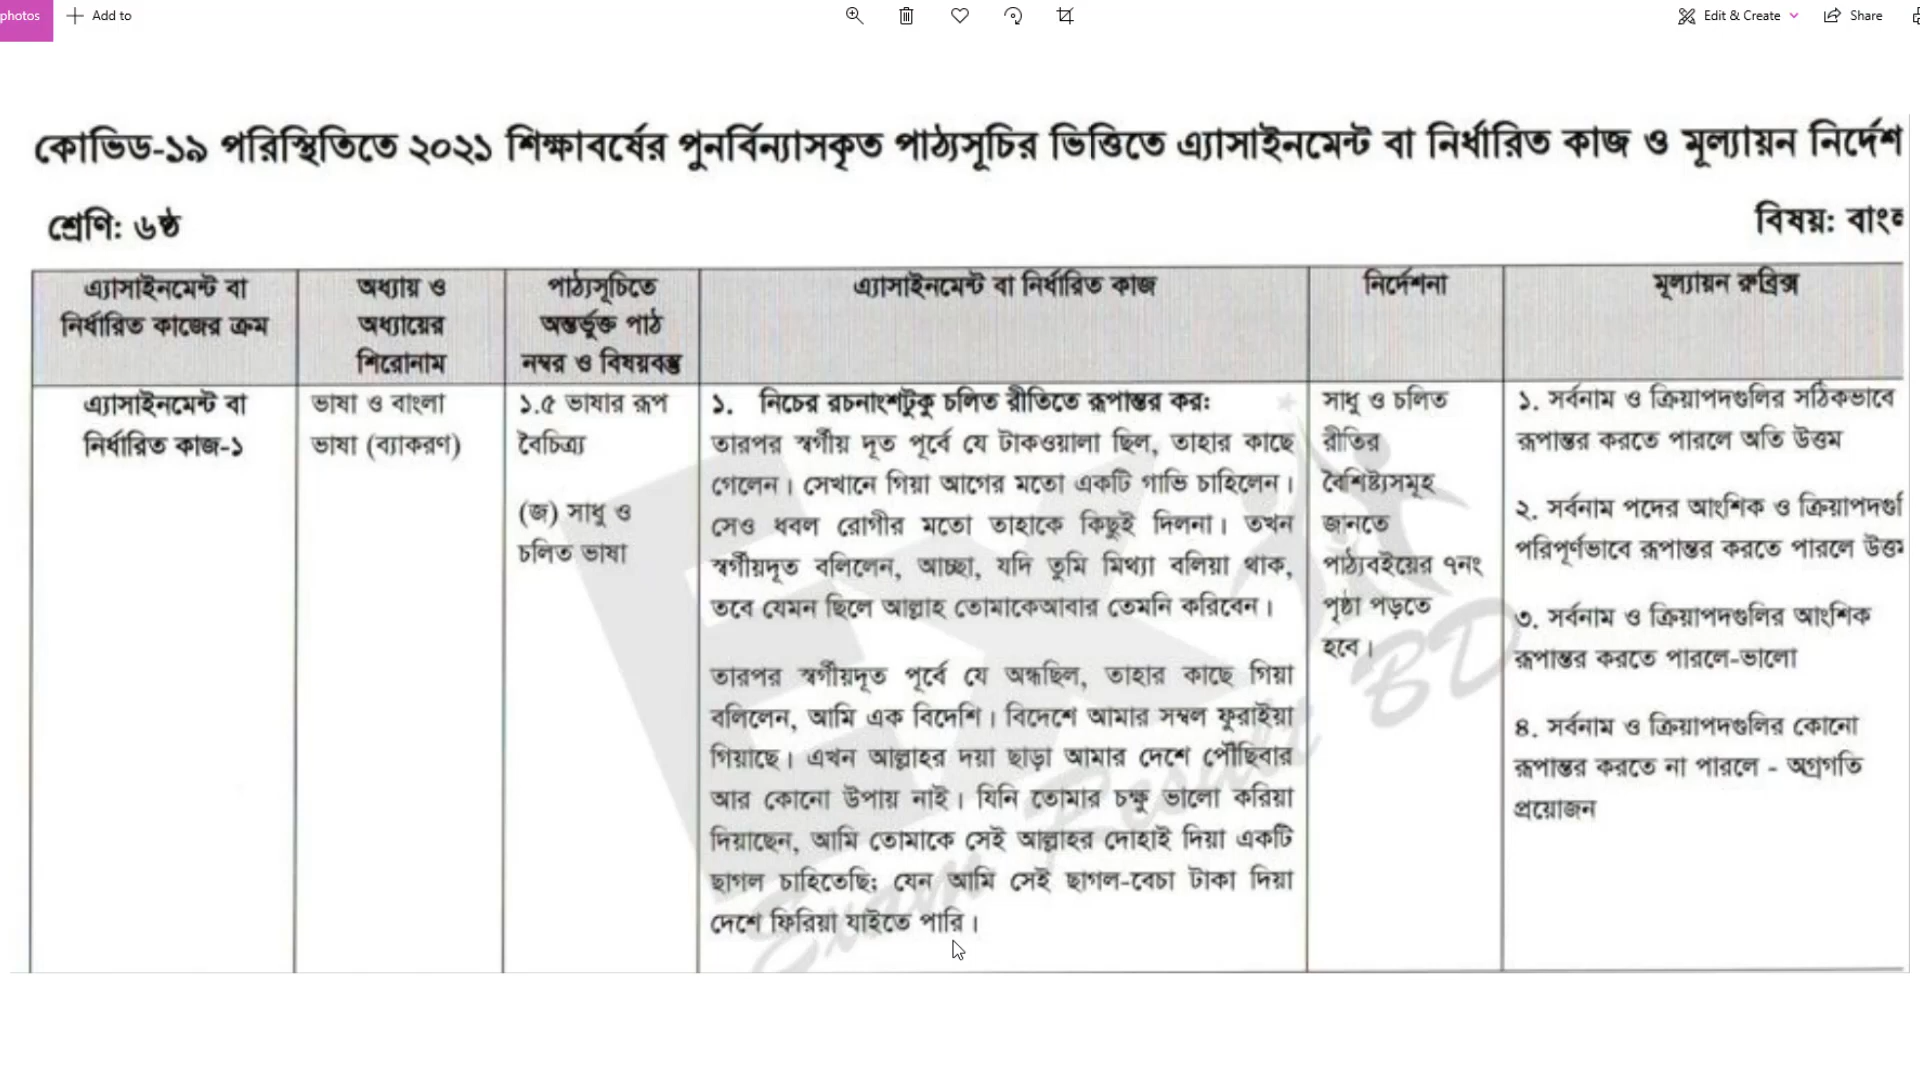 photos
Add to
Edit & Create
Share
কোভিড-১৯ পরিস্থিতিতে ২০২১ শিক্ষাবর্ষের পুনর্বিন্যাসকৃত পাঠ্যসূচির ভিত্তিতে এ্যাসাইনমেন্ট বা নির্ধারিত কাজ ও মূল্যায়ন নির্দেশ
শ্রেণি: ৬ষ্ঠ
বিষয়: বাংল
এ্যাসাইনমেন্ট বা
নির্ধারিত কাজের ক্রম
অধ্যায় ও
অধ্যায়ের
শিরোনাম
পাঠ্যসূচিতে
অন্তর্ভুক্ত পাঠ
নম্বর ও বিষয়বস্তু
এ্যাসাইনমেন্ট বা নির্ধারিত কাজ
নির্দেশনা
মূল্যায়ন রুব্রিক্স
এ্যাসাইনমেন্ট বা
নির্ধারিত কাজ-১
ভাষা ও বাংলা
ভাষা (ব্যাকরণ)
১.৫ ভাষার রূপ
বৈচিত্র্য
(জ) সাধু ও
চলিত ভাষা
১. নিচের রচনাংশটুকু চলিত রীতিতে রূপান্তর কর:
তারপর স্বর্গীয় দূত পূর্বে যে টাকওয়ালা ছিল, তাহার কাছে
গেলেন। সেখানে গিয়া আগের মতো একটি গাভি চাহিলেন।
সেও ধবল রোগীর মতো তাহাকে কিছুই দিলনা। তখন
স্বর্গীয়দূত বলিলেন, আচ্ছা, যদি তুমি মিথ্যা বলিয়া থাক,
তবে যেমন ছিলে আল্লাহ তোমাকেআবার তেমনি করিবেন।
তারপর স্বর্গীয়দূত পূর্বে যে অন্ধছিল, তাহার কাছে গিয়া
বলিলেন, আমি এক বিদেশি। বিদেশে আমার সম্বল ফুরাইয়া
গিয়াছে। এখন আল্লাহর দয়া ছাড়া আমার দেশে পৌঁছিবার
আর কোনো উপায় নাই। যিনি তোমার চক্ষু ভালো করিয়া
দিয়াছেন, আমি তোমাকে সেই আল্লাহর দোহাই দিয়া একটি
ছাগল চাহিতেছি; যেন আমি সেই ছাগল-বেচা টাকা দিয়া
দেশে ফিরিয়া যাইতে পারি।
সাধু ও চলিত
রীতির
বৈশিষ্ট্যসমূহ
জানতে
পাঠ্যবইয়ের ৭নং
পৃষ্ঠা পড়তে
হবে।
১. সর্বনাম ও ক্রিয়াপদগুলির সঠিকভাবে
রূপান্তর করতে পারলে অতি উত্তম
২. সর্বনাম পদের আংশিক ও ক্রিয়াপদগুলি
পরিপূর্ণভাবে রূপান্তর করতে পারলে উত্তম
৩. সর্বনাম ও ক্রিয়াপদগুলির আংশিক
রূপান্তর করতে পারলে-ভালো
৪. সর্বনাম ও ক্রিয়াপদগুলির কোনো
রূপান্তর করতে না পারলে - অগ্রগতি
প্রয়োজন
EX
Exam Result BD